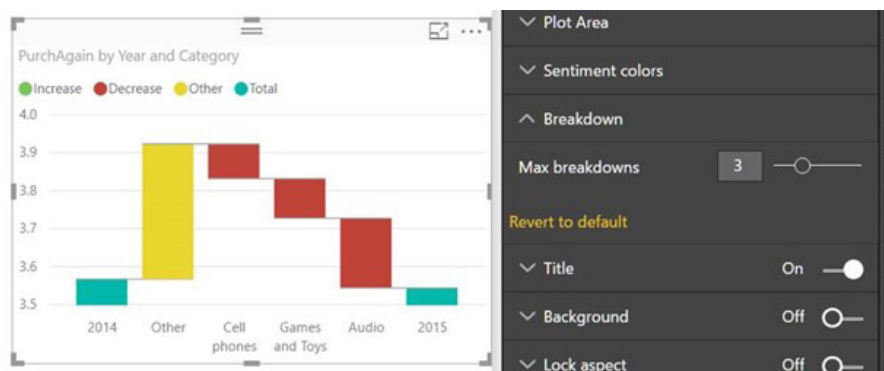 PurchAgain by Year and Category
Increase Decrease Other Total
4.0
3.9
3.8
3.7
3.6
3.5
2014 Other Cell phones Games and Toys Audio 2015
Plot Area
Sentiment colors
Breakdown
Max breakdowns 3
Revert to default
Title On
Background Off
Lock aspect Off